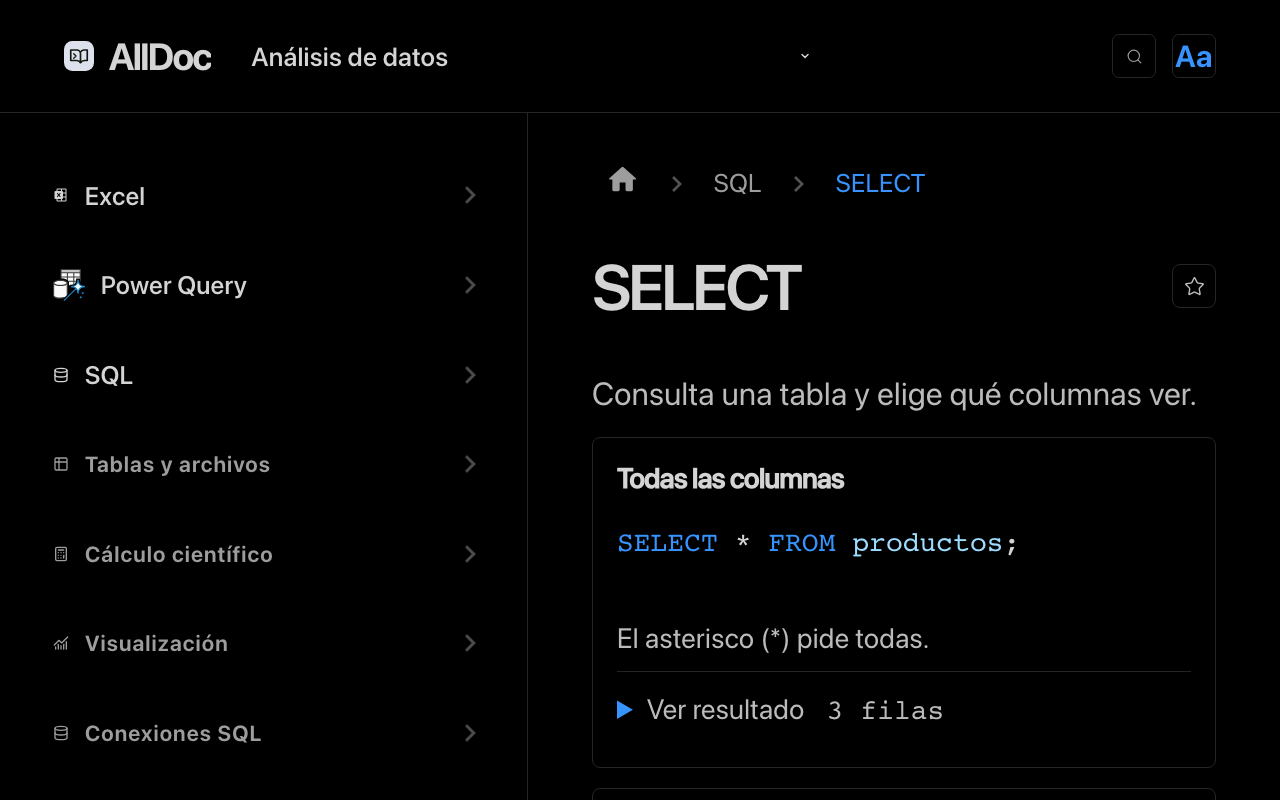 AllDoc
Análisis de datos
Aa
Excel
Power Query
SQL
Tablas y archivos
Cálculo científico
Visualización
Conexiones SQL
SQL
SELECT
SELECT
Consulta una tabla y elige qué columnas ver.
Todas las columnas
SELECT * FROM productos;
El asterisco (*) pide todas.
Ver resultado 3 filas